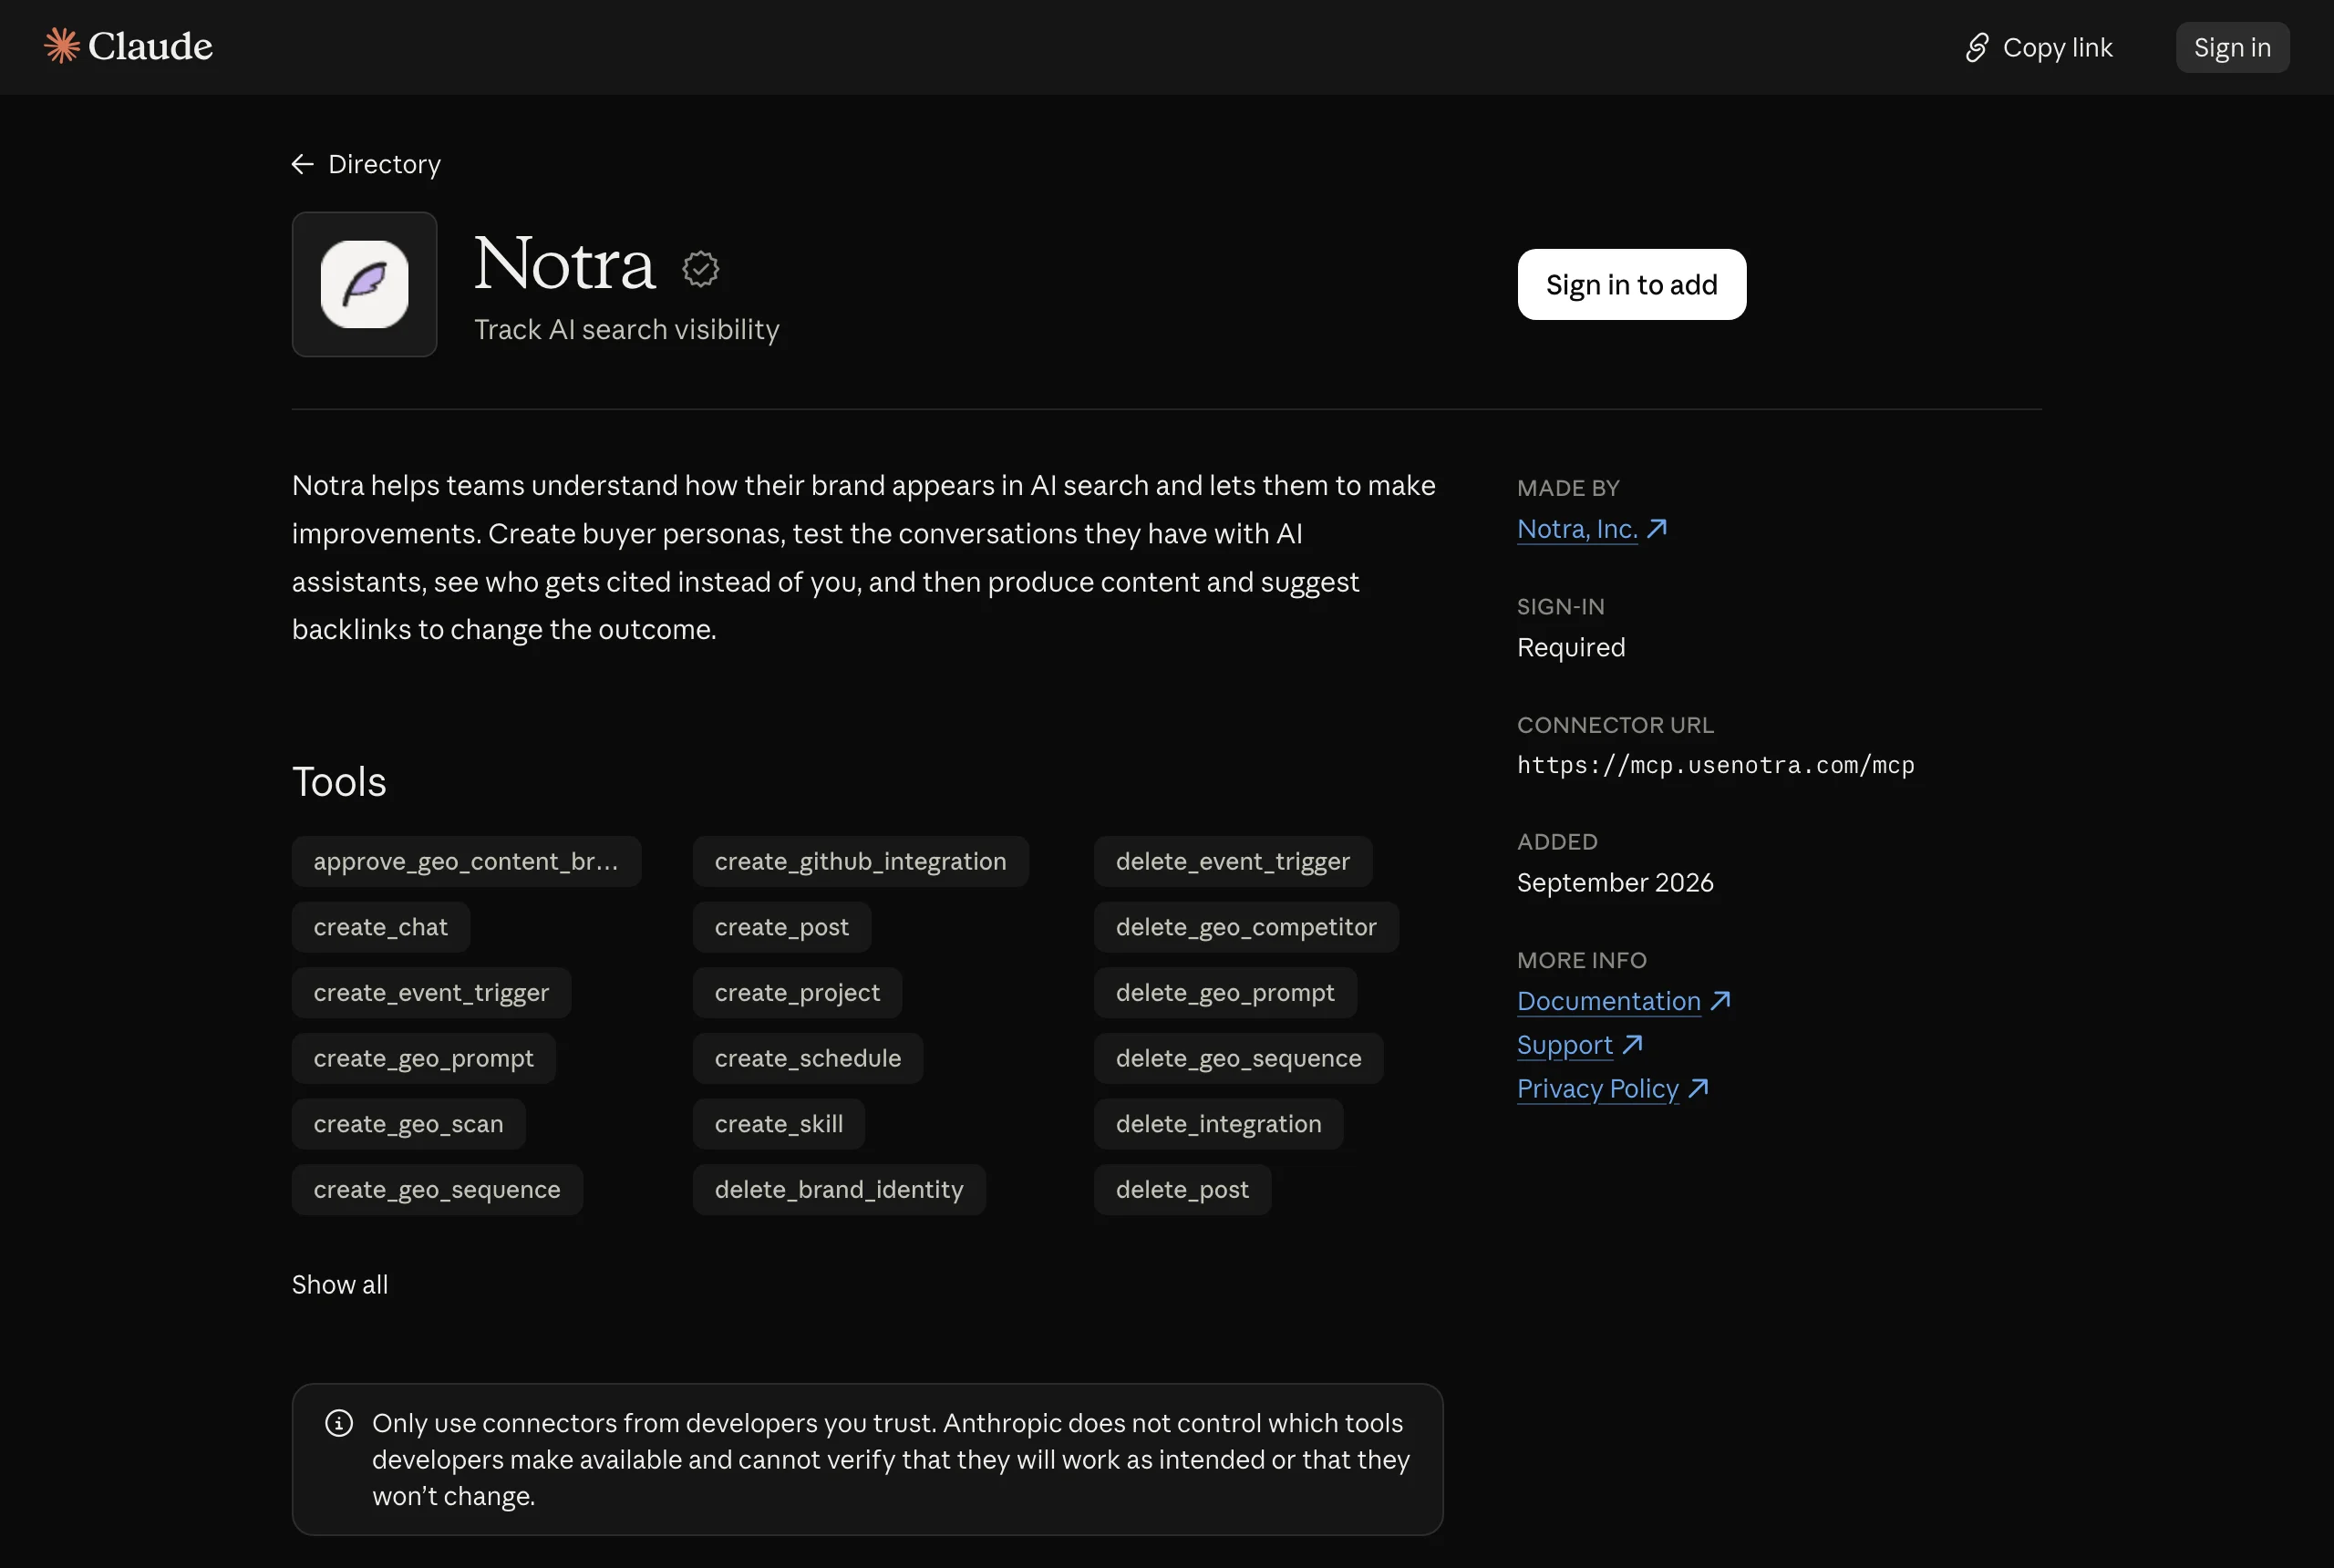 Claude
Copy link
Sign in
Directory
Notra
Track AI search visibility
Sign in to add
Notra helps teams understand how their brand appears in AI search and lets them to make
improvements. Create buyer personas, test the conversations they have with AI
assistants, see who gets cited instead of you, and then produce content and suggest
backlinks to change the outcome.
Tools
approve_geo_content_br...
create_github_integration
delete_event_trigger
create_chat
create_post
delete_geo_competitor
create_event_trigger
create_project
delete_geo_prompt
create_geo_prompt
create_schedule
delete_geo_sequence
create_geo_scan
create_skill
delete_integration
create_geo_sequence
delete_brand_identity
delete_post
Show all
Only use connectors from developers you trust. Anthropic does not control which tools
developers make available and cannot verify that they will work as intended or that they
won’t change.
MADE BY
Notra, Inc.
SIGN-IN
Required
CONNECTOR URL
https://mcp.usenotra.com/mcp
ADDED
September 2026
MORE INFO
Documentation
Support
Privacy Policy